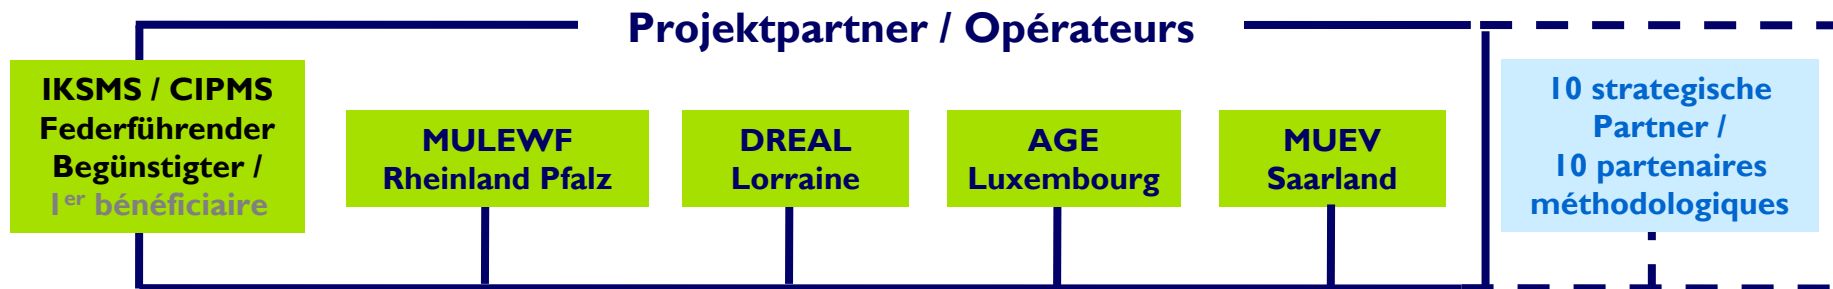 Projektpartner / Opérateurs
IKSMS / CIPMS
Federführender
Begünstigter /
1er bénéficiaire
MULEWF
Rheinland Pfalz
DREAL
Lorraine
AGE
Luxembourg
MUEV
Saarland
10 strategische
Partner /
10 partenaires
méthodologiques